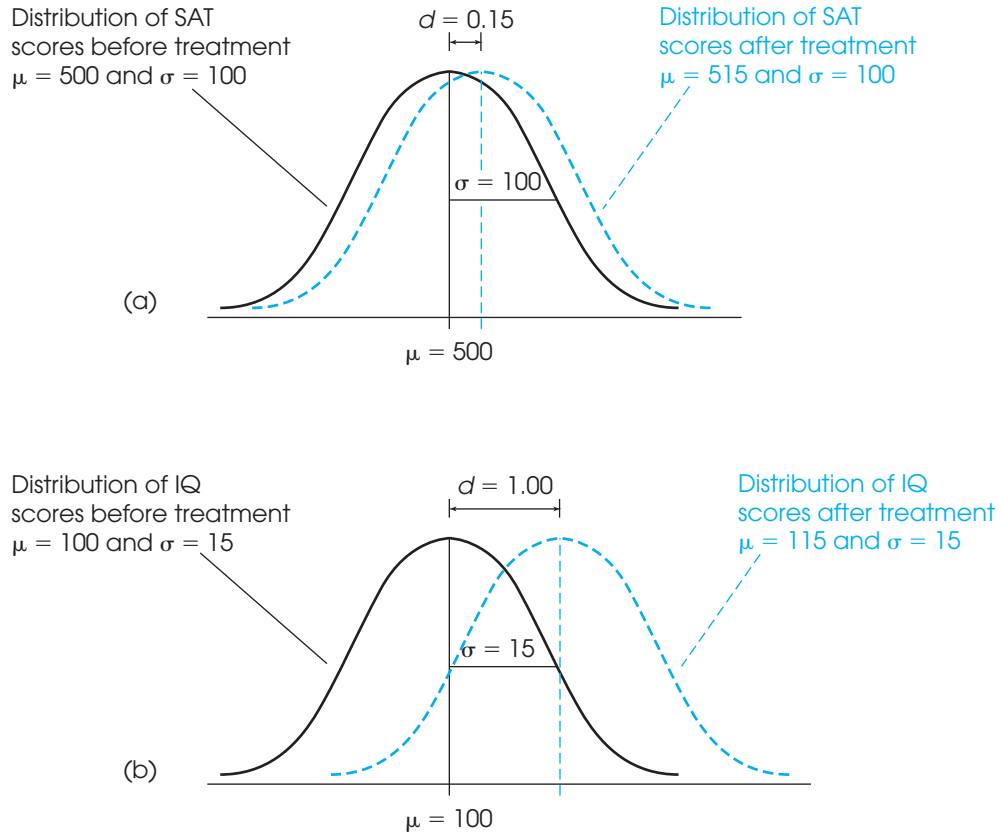 Distribution of SAT
scores before treatment
μ = 500 and σ = 100
d = 0.15
Distribution of SAT
scores after treatment
μ = 515 and σ = 100
σ = 100
(a)
μ = 500
Distribution of IQ
scores before treatment
μ = 100 and σ = 15
d = 1.00
Distribution of IQ
scores after treatment
μ = 115 and σ = 15
σ = 15
(b)
μ = 100